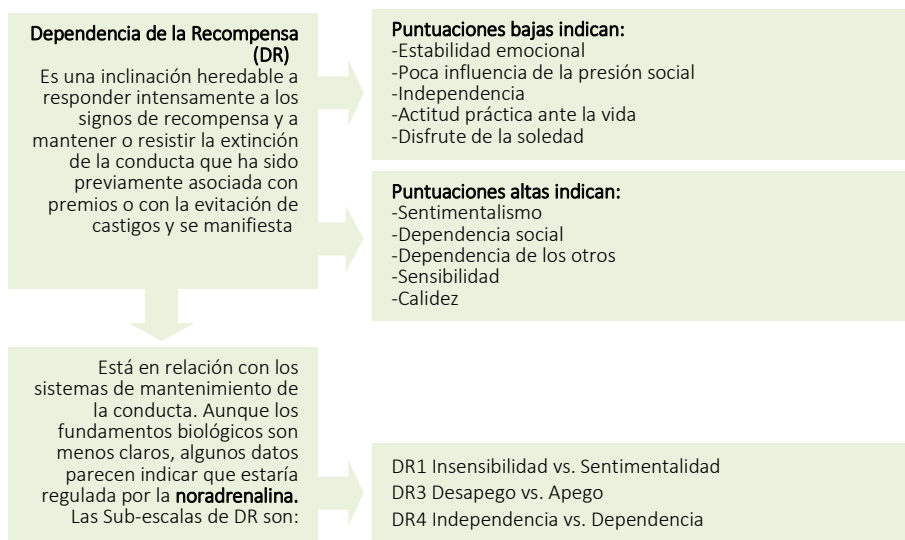 Dependencia de la Recompensa
(DR)
Es una inclinación heredable a
responder intensamente a los
signos de recompensa y a
mantener o resistir la extinción
de la conducta que ha sido
previamente asociada con
premios o con la evitación de
castigos y se manifiesta
Puntuaciones bajas indican:
-Estabilidad emocional
-Poca influencia de la presión social
-Independencia
-Actitud práctica ante la vida
-Disfrute de la soledad
Puntuaciones altas indican:
-Sentimentalismo
-Dependencia social
-Dependencia de los otros
-Sensibilidad
-Calidez
Está en relación con los
sistemas de mantenimiento de
la conducta. Aunque los
fundamentos biológicos son
menos claros, algunos datos
parecen indicar que estaría
regulada por la noradrenalina.
Las Sub-escalas de DR son:
DR1 Insensibilidad vs. Sentimentalidad
DR3 Desapego vs. Apego
DR4 Independencia vs. Dependencia